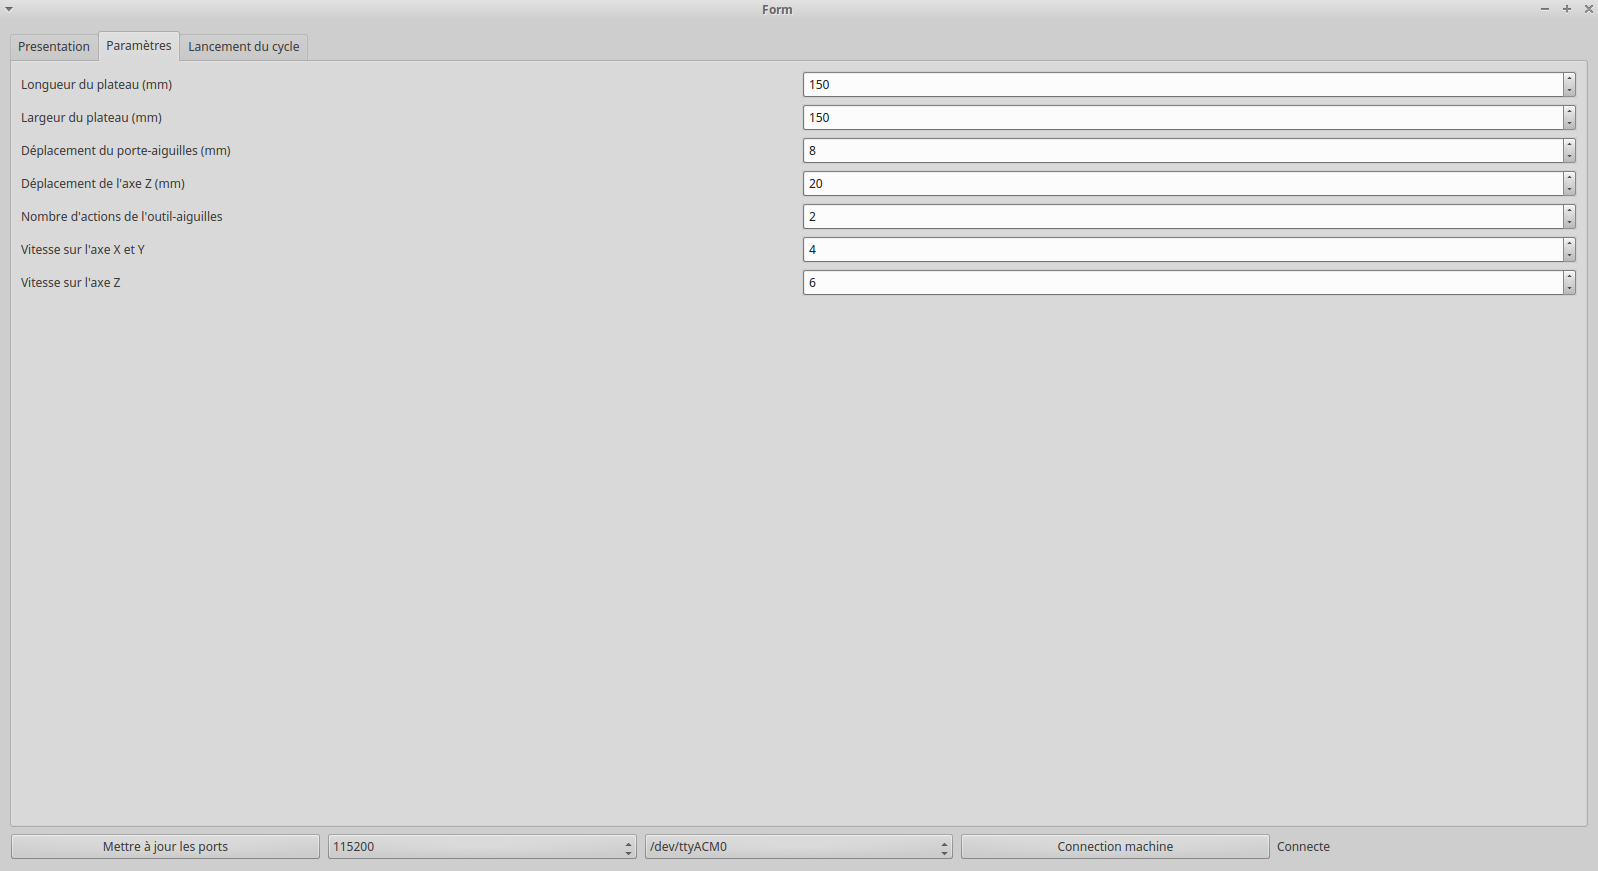 Form
Presentation Paramètres Lancement du cycle
Longueur du plateau (mm) 150
Largeur du plateau (mm) 150
Déplacement du porte-aiguilles (mm) 8
Déplacement de l'axe Z (mm) 20
Nombre d'actions de l'outil-aiguilles 2
Vitesse sur l'axe X et Y 4
Vitesse sur l'axe Z 6
Mettre à jour les ports 115200 /dev/ttyACM0 Connection machine Connecte